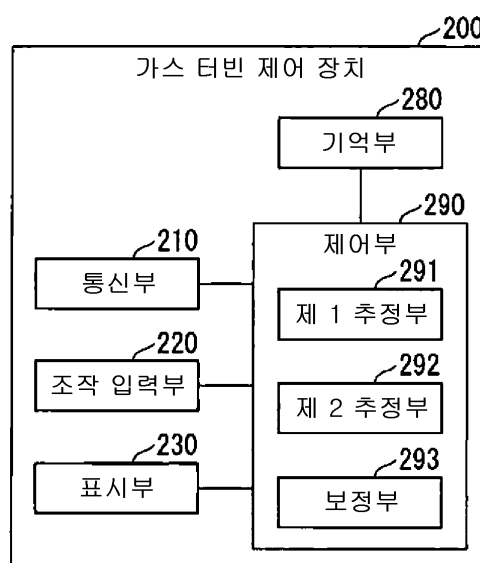 200
가스 터빈 제어 장치
280
기억부
290
제어부
210
통신부
291
제 1 추정부
220
조작 입력부
292
제 2 추정부
230
표시부
293
보정부